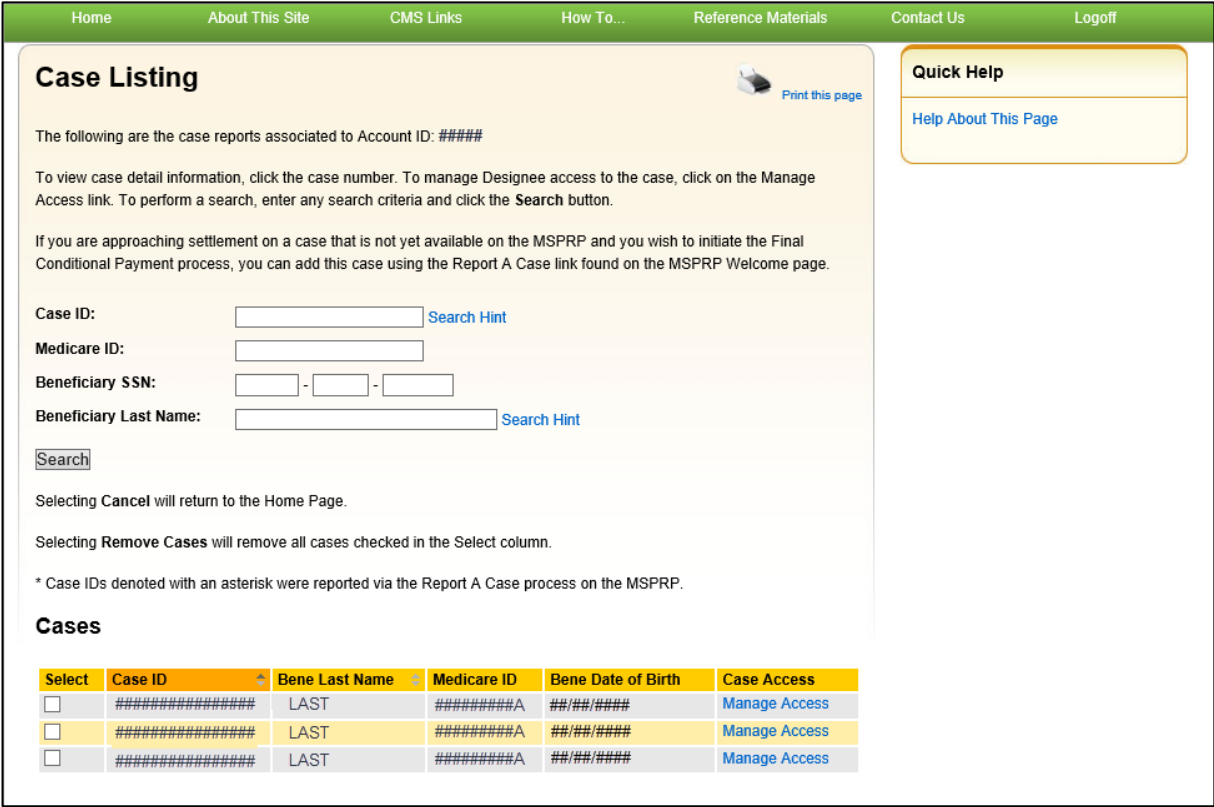 Home About This Site CMS Links How To... Reference Materials Contact Us Logoff
Case Listing
Print this page
Quick Help
Help About This Page
The following are the case reports associated to Account ID: #####
To view case detail information, click the case number. To manage Designee access to the case, click on the Manage
Access link. To perform a search, enter any search criteria and click the Search button.
If you are approaching settlement on a case that is not yet available on the MSPRP and you wish to initiate the Final
Conditional Payment process, you can add this case using the Report A Case link found on the MSPRP Welcome page.
Case ID: Search Hint
Medicare ID:
Beneficiary SSN: - -
Beneficiary Last Name: Search Hint
Search
Selecting Cancel will return to the Home Page.
Selecting Remove Cases will remove all cases checked in the Select column.
* Case IDs denoted with an asterisk were reported via the Report A Case process on the MSPRP.
Cases
Select Case ID Bene Last Name Medicare ID Bene Date of Birth Case Access
################ LAST #########A ##/##/#### Manage Access
################ LAST #########A ##/##/#### Manage Access
################ LAST #########A ##/##/#### Manage Access